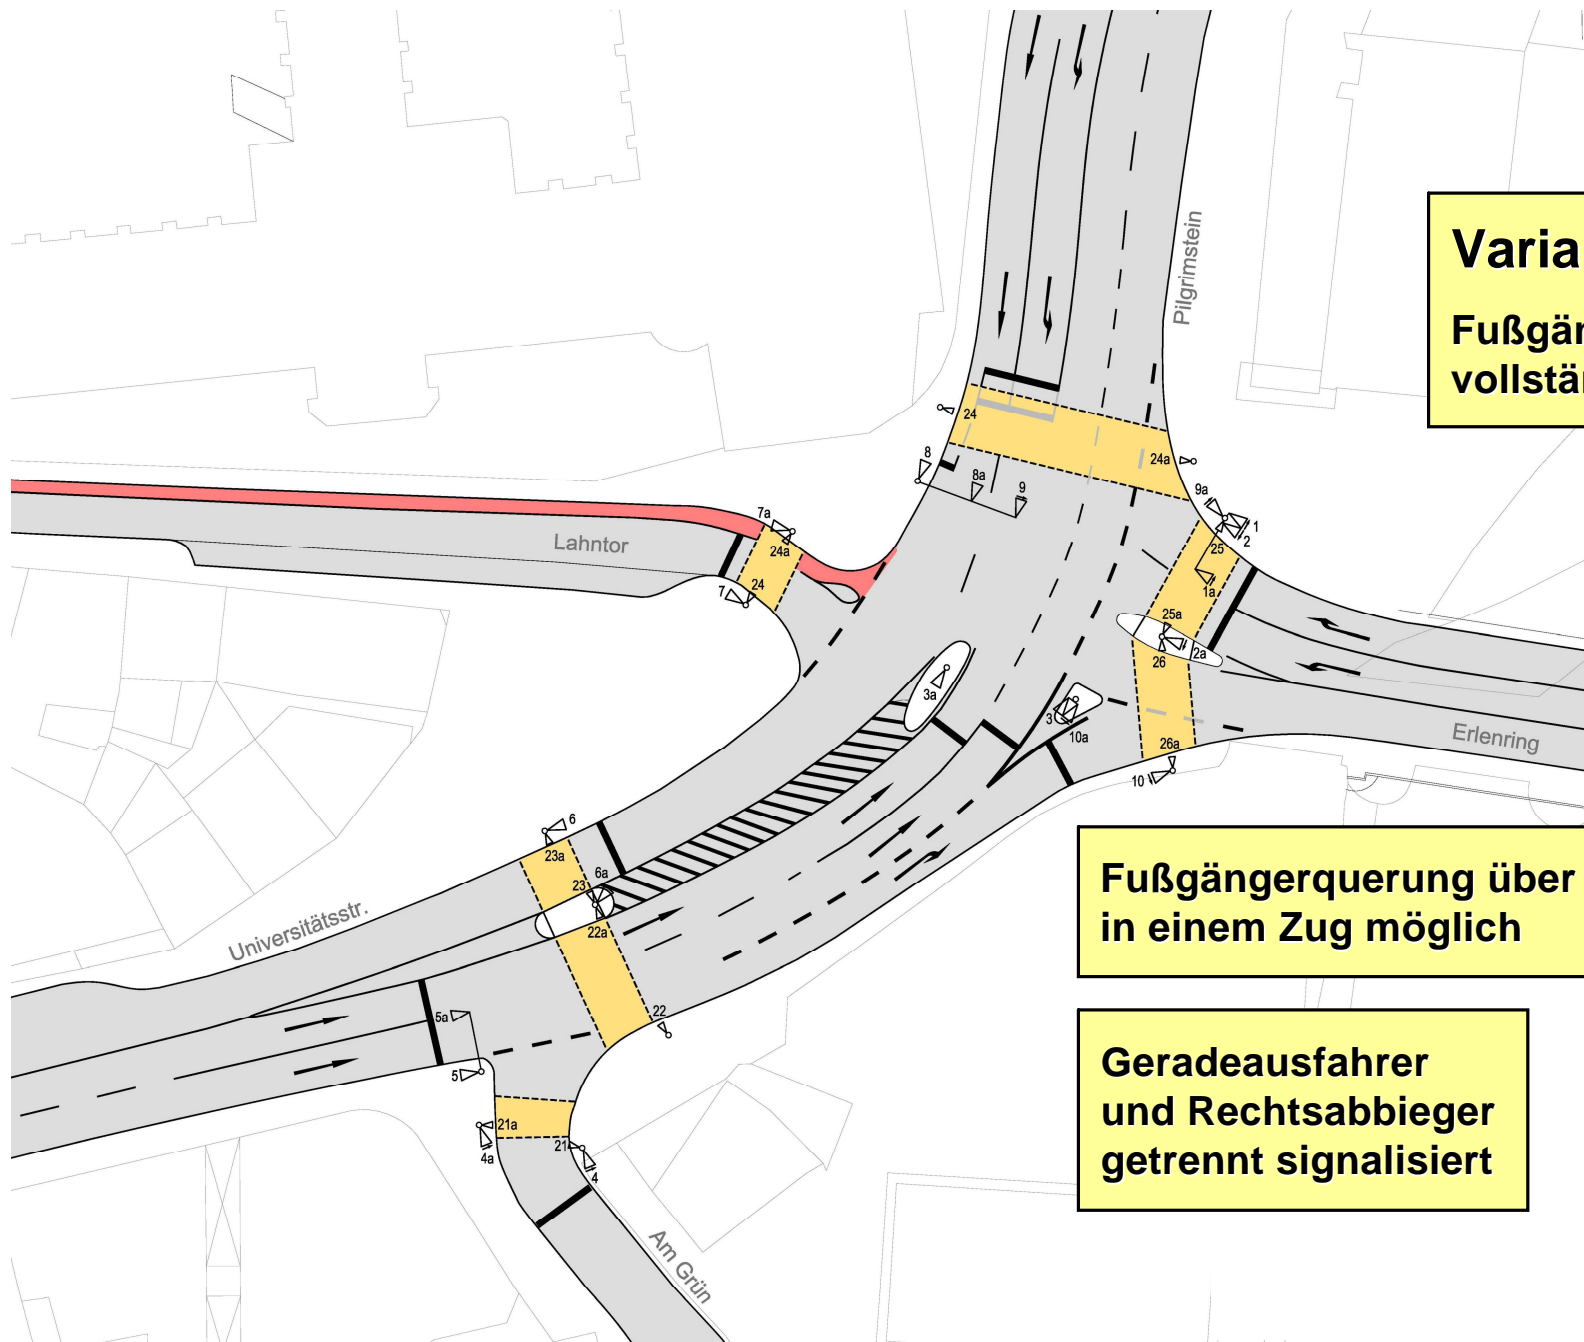 Pilgrimstein
Varia
Fußgär
vollstär
24
24a
8
8a
9
9a
1
2
25
1a
7a
24a
Lahntor
24
7
25a
26
2a
3a
3
10a
26a
10
Erlenring
6
23a
6a
23
22a
Universitätsstr.
22
5a
5
21a
21
4a
4
Am Grün
Fußgängerquerung über
in einem Zug möglich
Geradeausfahrer
und Rechtsabbieger
getrennt signalisiert